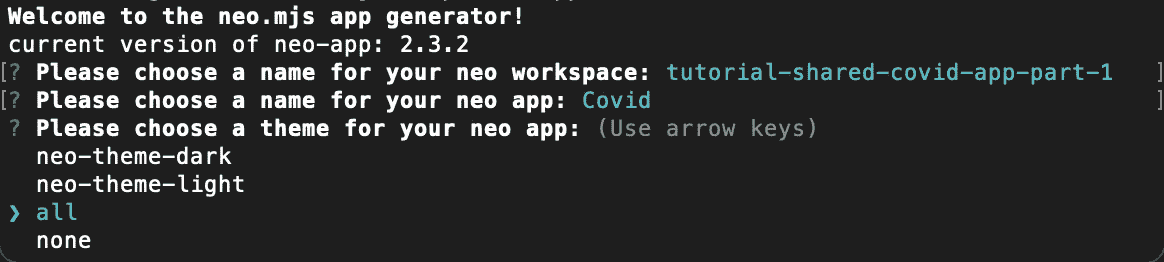 Welcome to the neo.mjs app generator!
current version of neo-app: 2.3.2
[? Please choose a name for your neo workspace: tutorial-shared-covid-app-part-1 ]
[? Please choose a name for your neo app: Covid ]
? Please choose a theme for your neo app: (Use arrow keys)
neo-theme-dark
neo-theme-light
❯ all
none